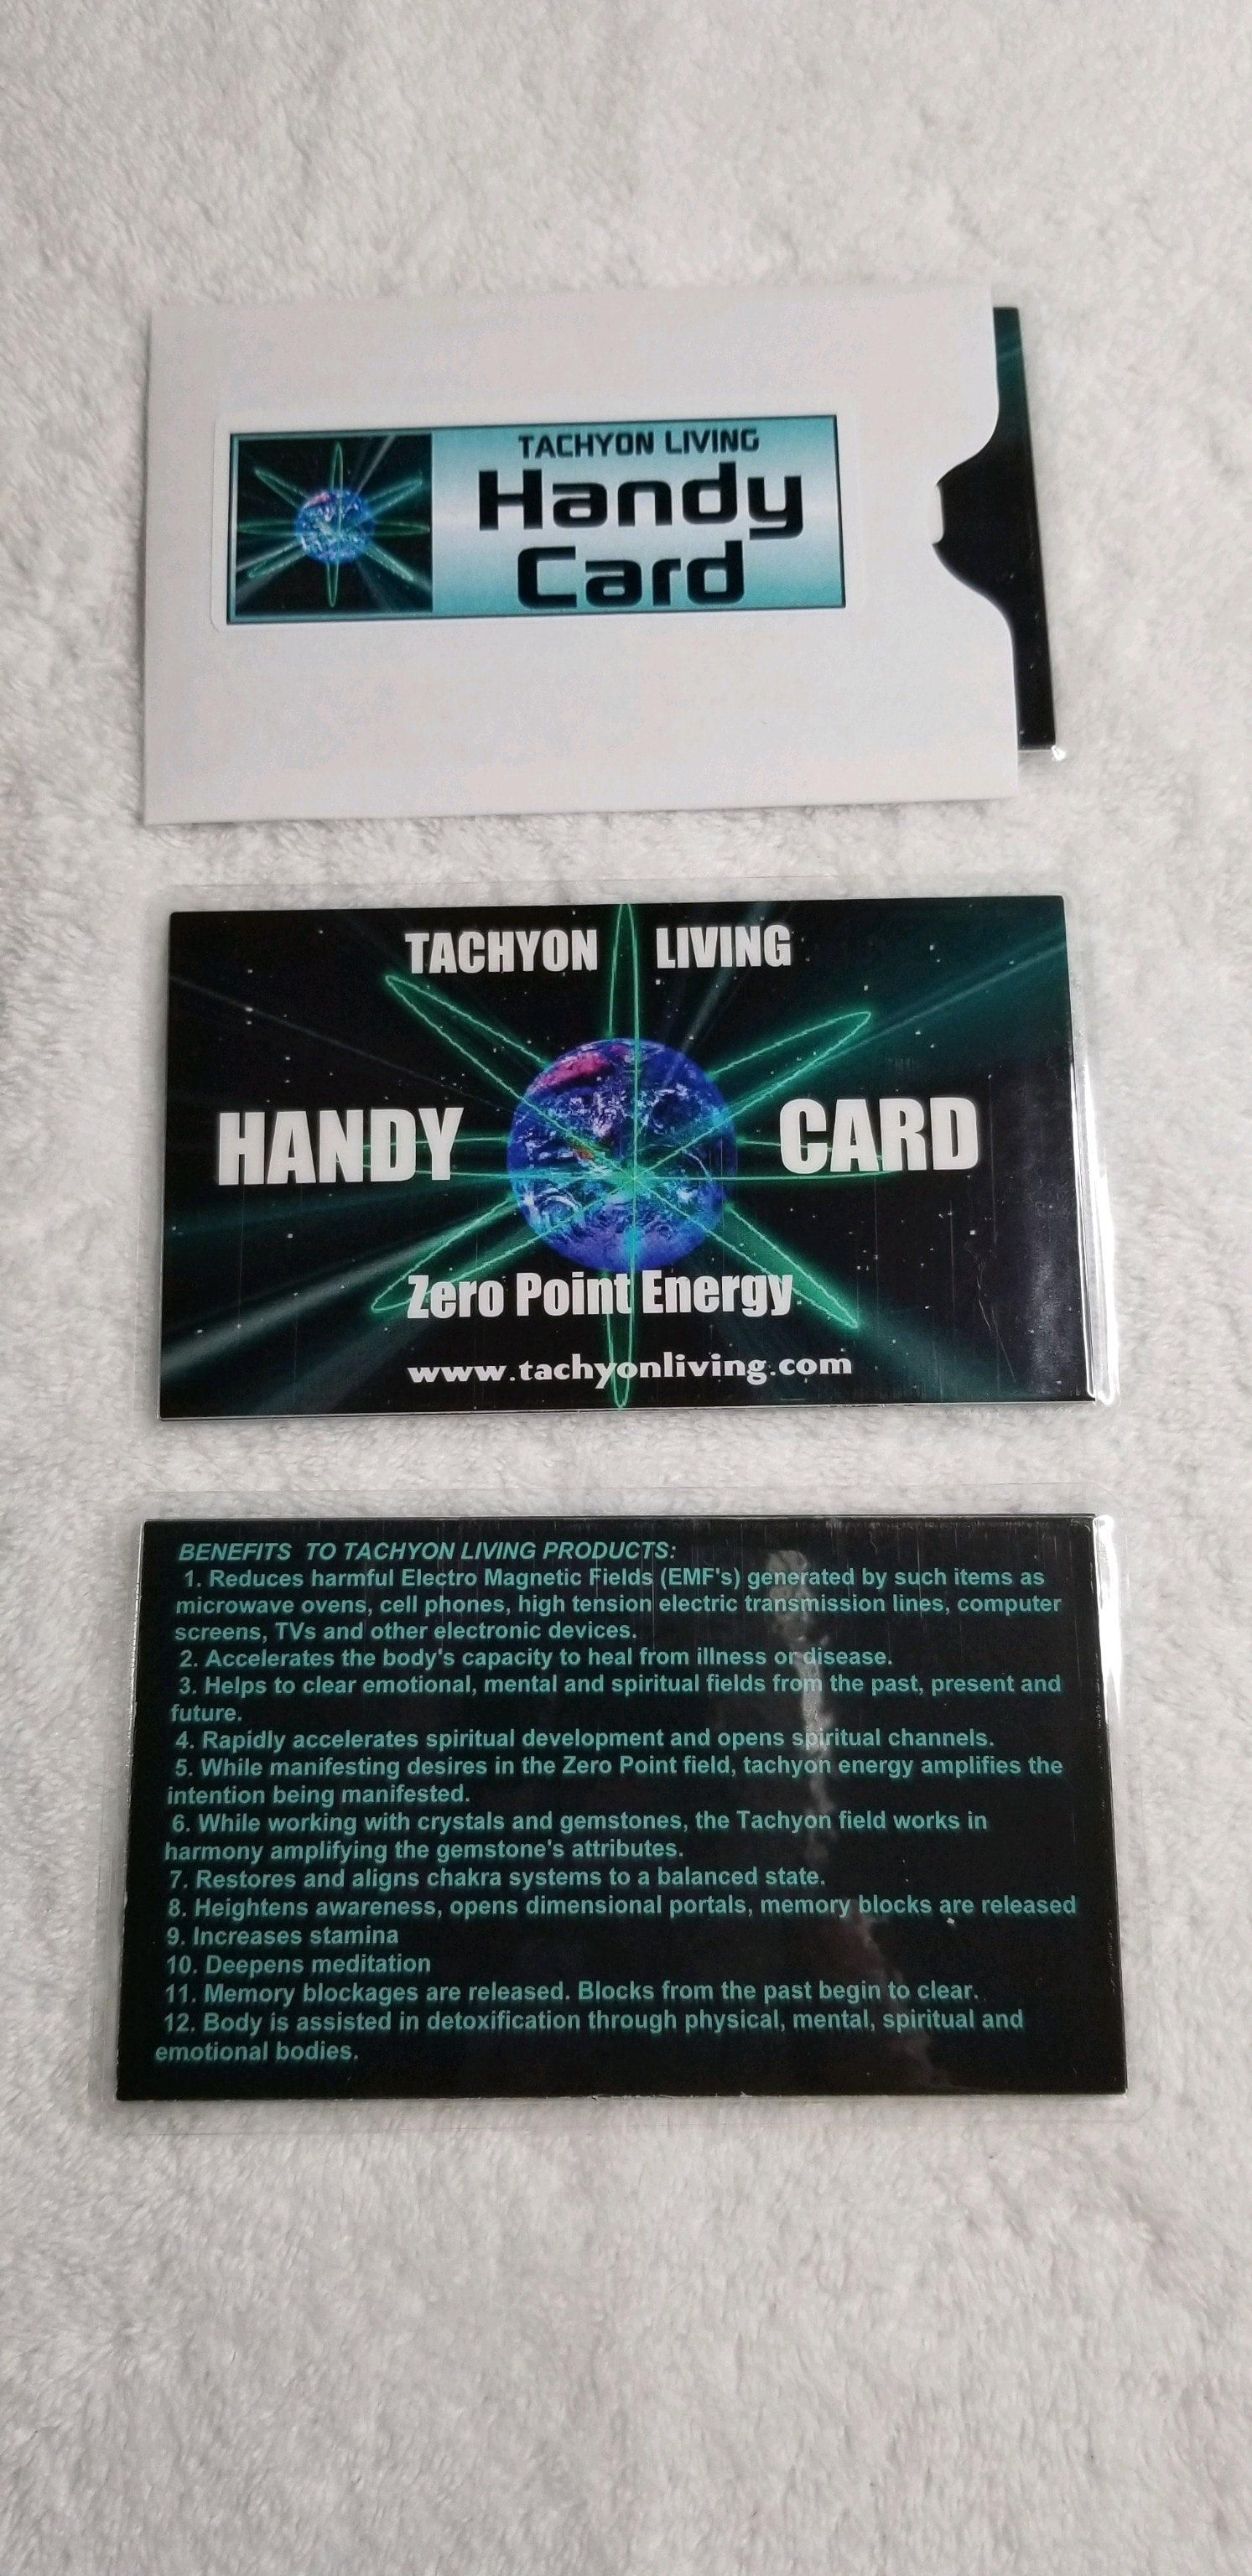 TACHYON LIVING
Handy
Card
TACHYON LIVING
HANDY CARD
Zero Point Energy
www.tachyonliving.com
BENEFITS TO TACHYON LIVING PRODUCTS:
1. Reduces harmful Electro Magnetic Fields (EMF's) generated by such items as
microwave ovens, cell phones, high tension electric transmission lines, computer
screens, TVs and other electronic devices.
2. Accelerates the body's capacity to heal from illness or disease.
3. Helps to clear emotional, mental and spiritual fields from the past, present and
future.
4. Rapidly accelerates spiritual development and opens spiritual channels.
5. While manifesting desires in the Zero Point field, tachyon energy amplifies the
intention being manifested.
6. While working with crystals and gemstones, the Tachyon field works in
harmony amplifying the gemstone's attributes.
7. Restores and aligns chakra systems to a balanced state.
8. Heightens awareness, opens dimensional portals, memory blocks are released
9. Increases stamina
10. Deepens meditation
11. Memory blockages are released. Blocks from the past begin to clear.
12. Body is assisted in detoxification through physical, mental, spiritual and
emotional bodies.